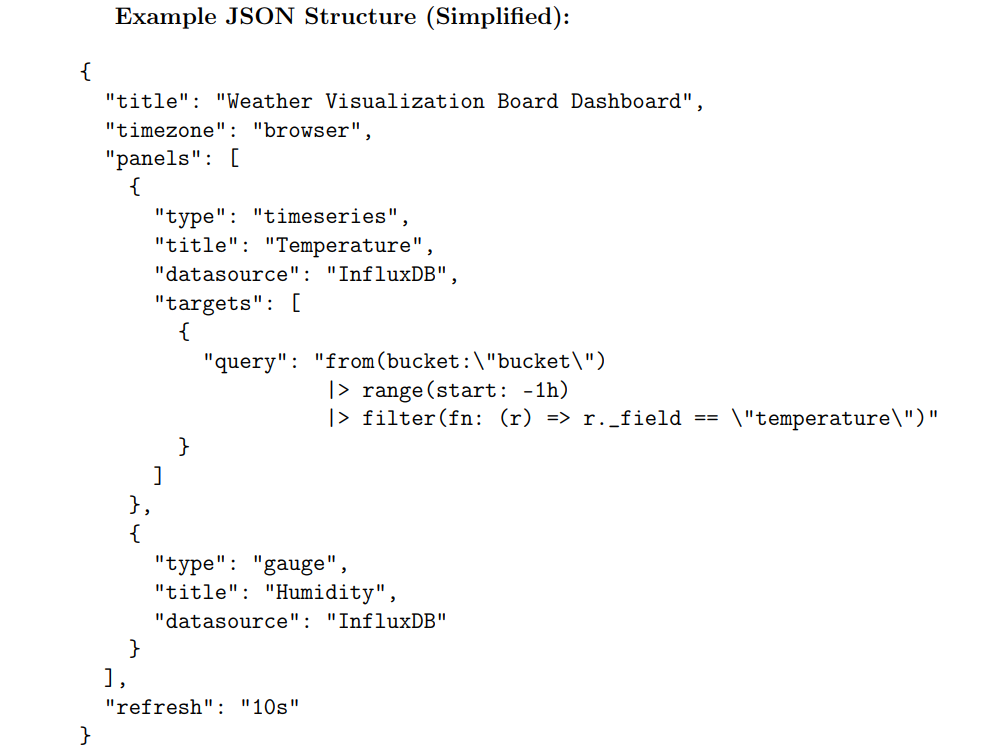 Example JSON Structure (Simplified):
{
  "title": "Weather Visualization Board Dashboard",
  "timezone": "browser",
  "panels": [
    {
      "type": "timeseries",
      "title": "Temperature",
      "datasource": "InfluxDB",
      "targets": [
        {
          "query": "from(bucket:\"bucket\")
                    |> range(start: -1h)
                    |> filter(fn: (r) => r._field == \"temperature\")"
        }
      ]
    },
    {
      "type": "gauge",
      "title": "Humidity",
      "datasource": "InfluxDB"
    }
  ],
  "refresh": "10s"
}